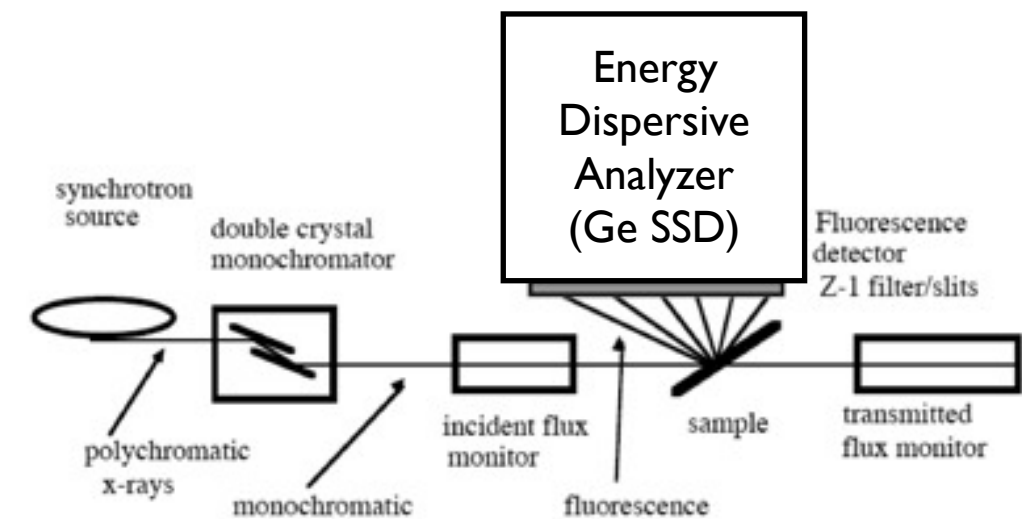 Energy
Dispersive
Analyzer
(Ge SSD)
synchrotron
source
double crystal
monochromator
Fluorescence
detector
Z-1 filter/slits
polychromatic
x-rays
monochromatic
incident flux
monitor
fluorescence
sample
transmitted
flux monitor